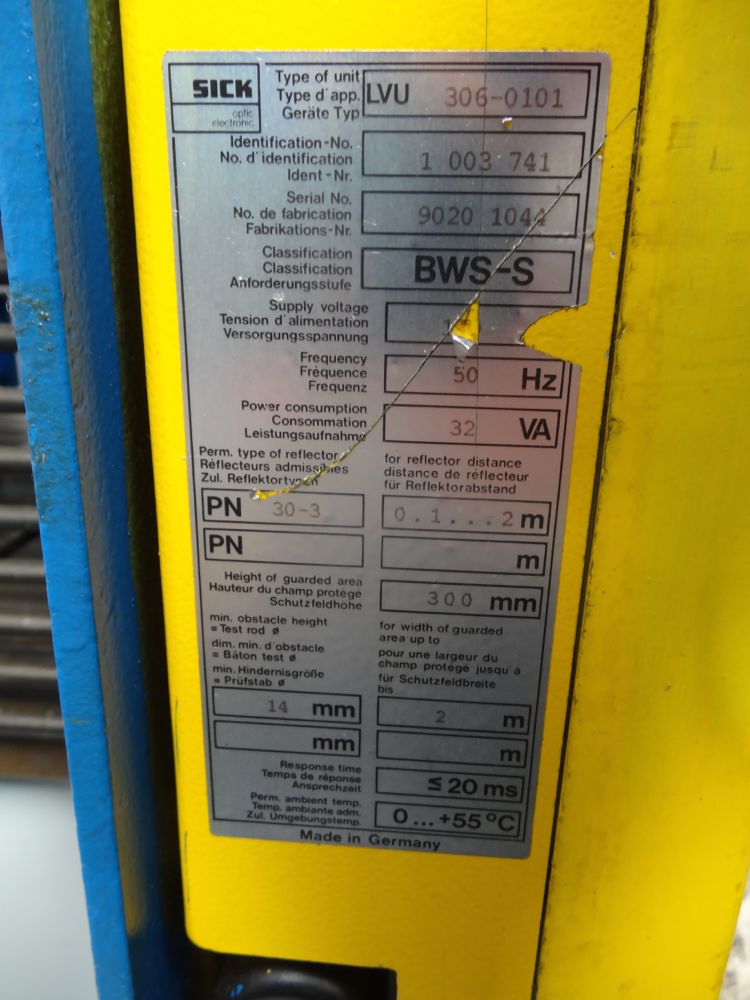 SICK
optic
electronic
Type of unit
Type d'app.
Geräte Typ
LVU 306-0101
Identification-No.
No. d'identification
Ident-Nr.
1 003 741
Serial No.
No. de fabrication
Fabrikations-Nr.
9020 1044
Classification
Classification
Anforderungsstufe
BWS-S
Supply voltage
Tension d'alimentation
Versorgungsspannung
Frequency
Fréquence
Frequenz
50 Hz
Power consumption
Consommation
Leistungsaufnahme
32 VA
Perm. type of reflector
Réflecteurs admissibles
Zul. Reflektortypen
for reflector distance
distance de réflecteur
für Reflektorabstand
PN 30-3
0.1...2 m
PN
m
Height of guarded area
Hauteur du champ protégé
Schutzfeldhöhe
300 mm
min. obstacle height
= Test rod ø
dim. min. d'obstacle
= Bâton test ø
min. Hindernisgröße
= Prüfstab ø
for width of guarded
area up to
pour une largeur du
champ protégé jusqu'à
für Schutzfeldbreite
bis
14 mm
2 m
mm
m
Response time
Temps de réponse
Ansprechzeit
≤ 20 ms
Perm. ambient temp.
Temp. ambiante adm.
Zul. Umgebungstemp.
0...+55°C
Made in Germany